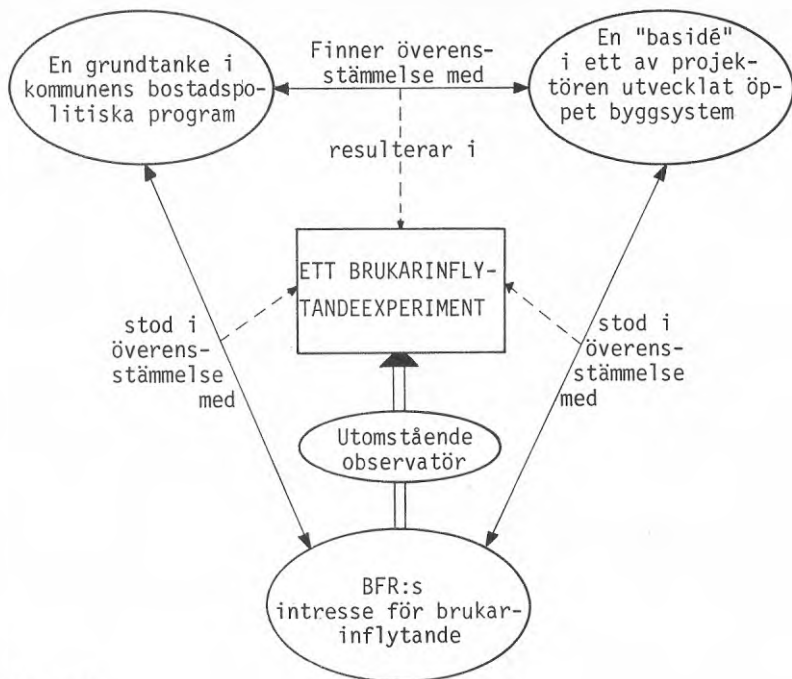 En grundtanke i
kommunens bostadspo-
litiska program
Finner överens-
stämmelse med
En "basidé"
i ett av projek-
tören utvecklat öp-
pet byggsystem
resulterar i
ETT BRUKARINFLY-
TANDEEXPERIMENT
stod i
överens-
stämmelse
med
stod i
överens-
stämmelse
med
Utomstående
observatör
BFR:s
intresse för brukar-
inflytande